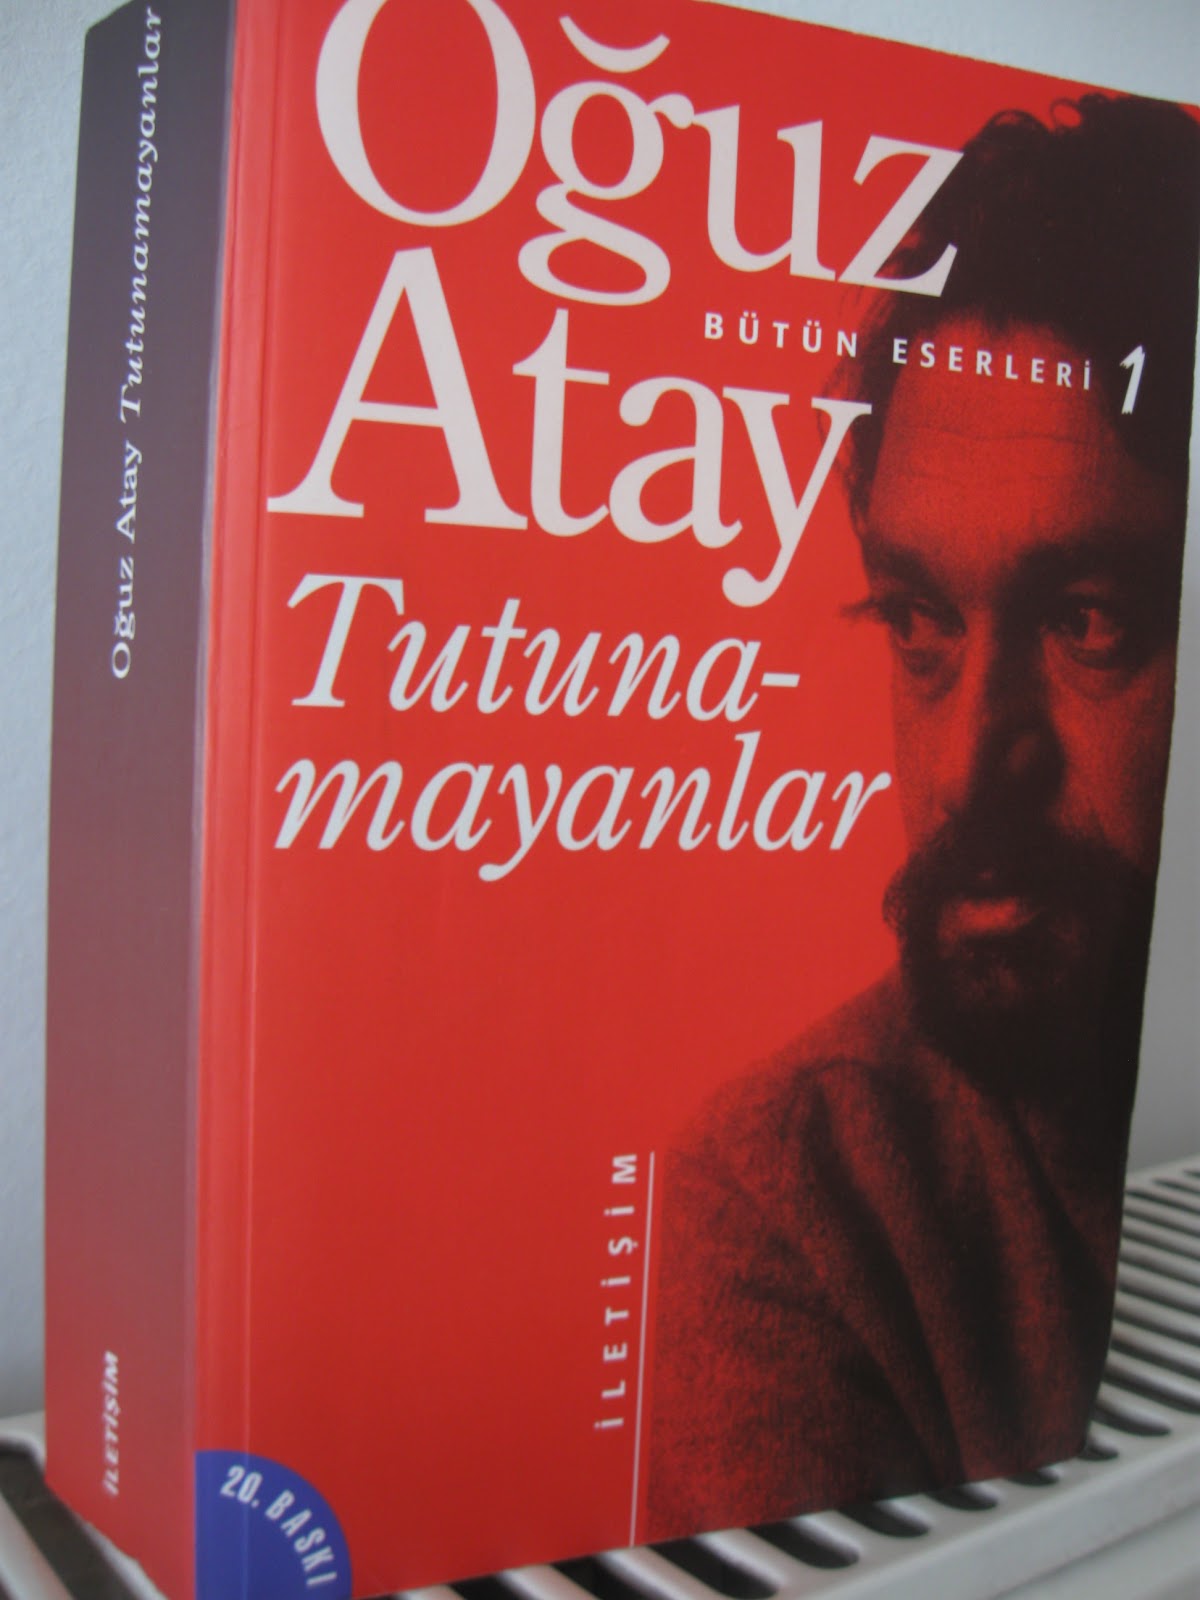 Oğuz Atay Tutunamayanlar
İLETİŞİM
Oğuz
Atay
BÜTÜN ESERLERİ 1
Tutuna-
mayanlar
İLETİŞİM
20. BASKI